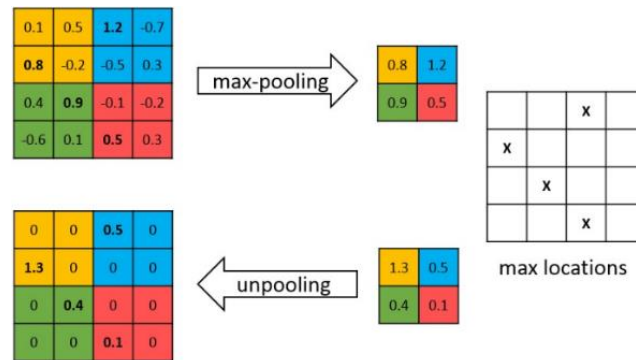 0.1 0.5 1.2 -0.7
0.8 -0.2 -0.5 0.3
0.4 0.9 -0.1 -0.2
-0.6 0.1 0.5 0.3
max-pooling
0.8 1.2
0.9 0.5
X
X
X
X
max locations
0 0 0.5 0
1.3 0 0 0
0 0.4 0 0
0 0 0.1 0
unpooling
1.3 0.5
0.4 0.1